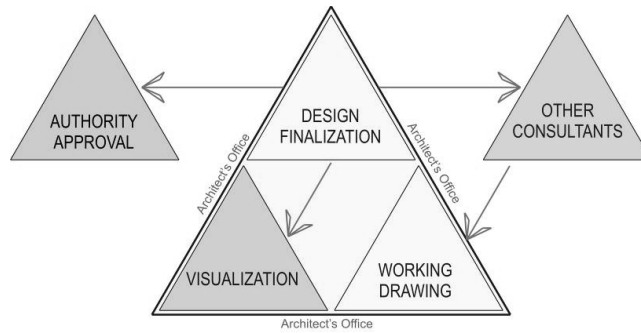 AUTHORITY
APPROVAL
DESIGN
FINALIZATION
OTHER
CONSULTANTS
Architect's Office
Architect's Office
VISUALIZATION
WORKING
DRAWING
Architect's Office